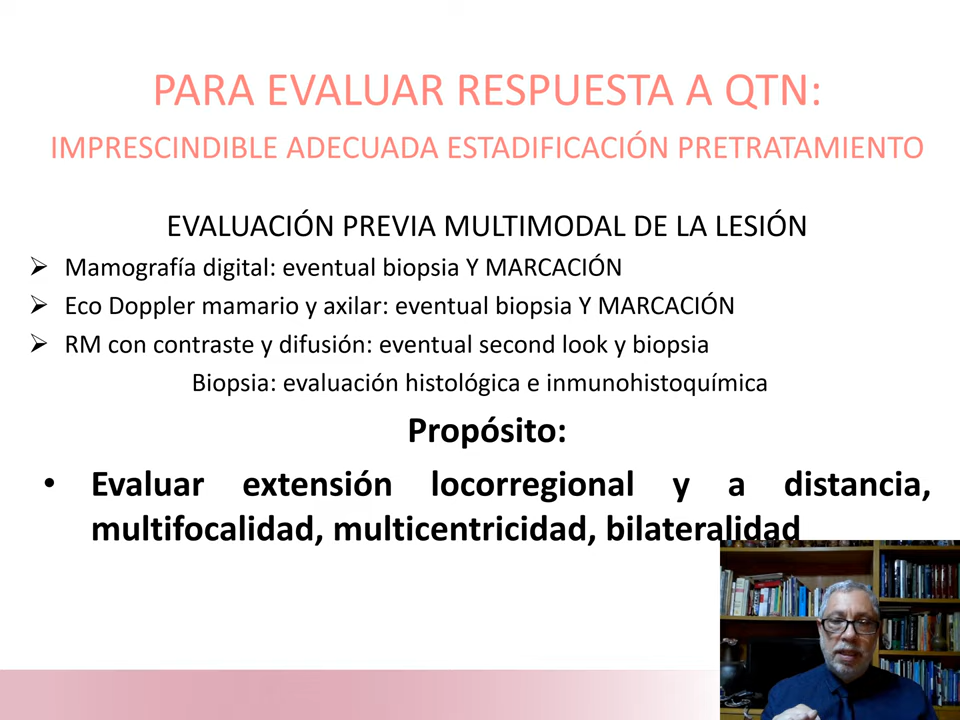 PARA EVALUAR RESPUESTA A QTN:
IMPRESCINDIBLE ADECUADA ESTADIFICACIÓN PRETRATAMIENTO
EVALUACIÓN PREVIA MULTIMODAL DE LA LESIÓN
➢ Mamografía digital: eventual biopsia Y MARCACIÓN
➢ Eco Doppler mamario y axilar: eventual biopsia Y MARCACIÓN
➢ RM con contraste y difusión: eventual second look y biopsia
Biopsia: evaluación histológica e inmunohistoquímica
Propósito:
• Evaluar extensión locorregional y a distancia,
multifocalidad, multicentricidad, bilateralidad